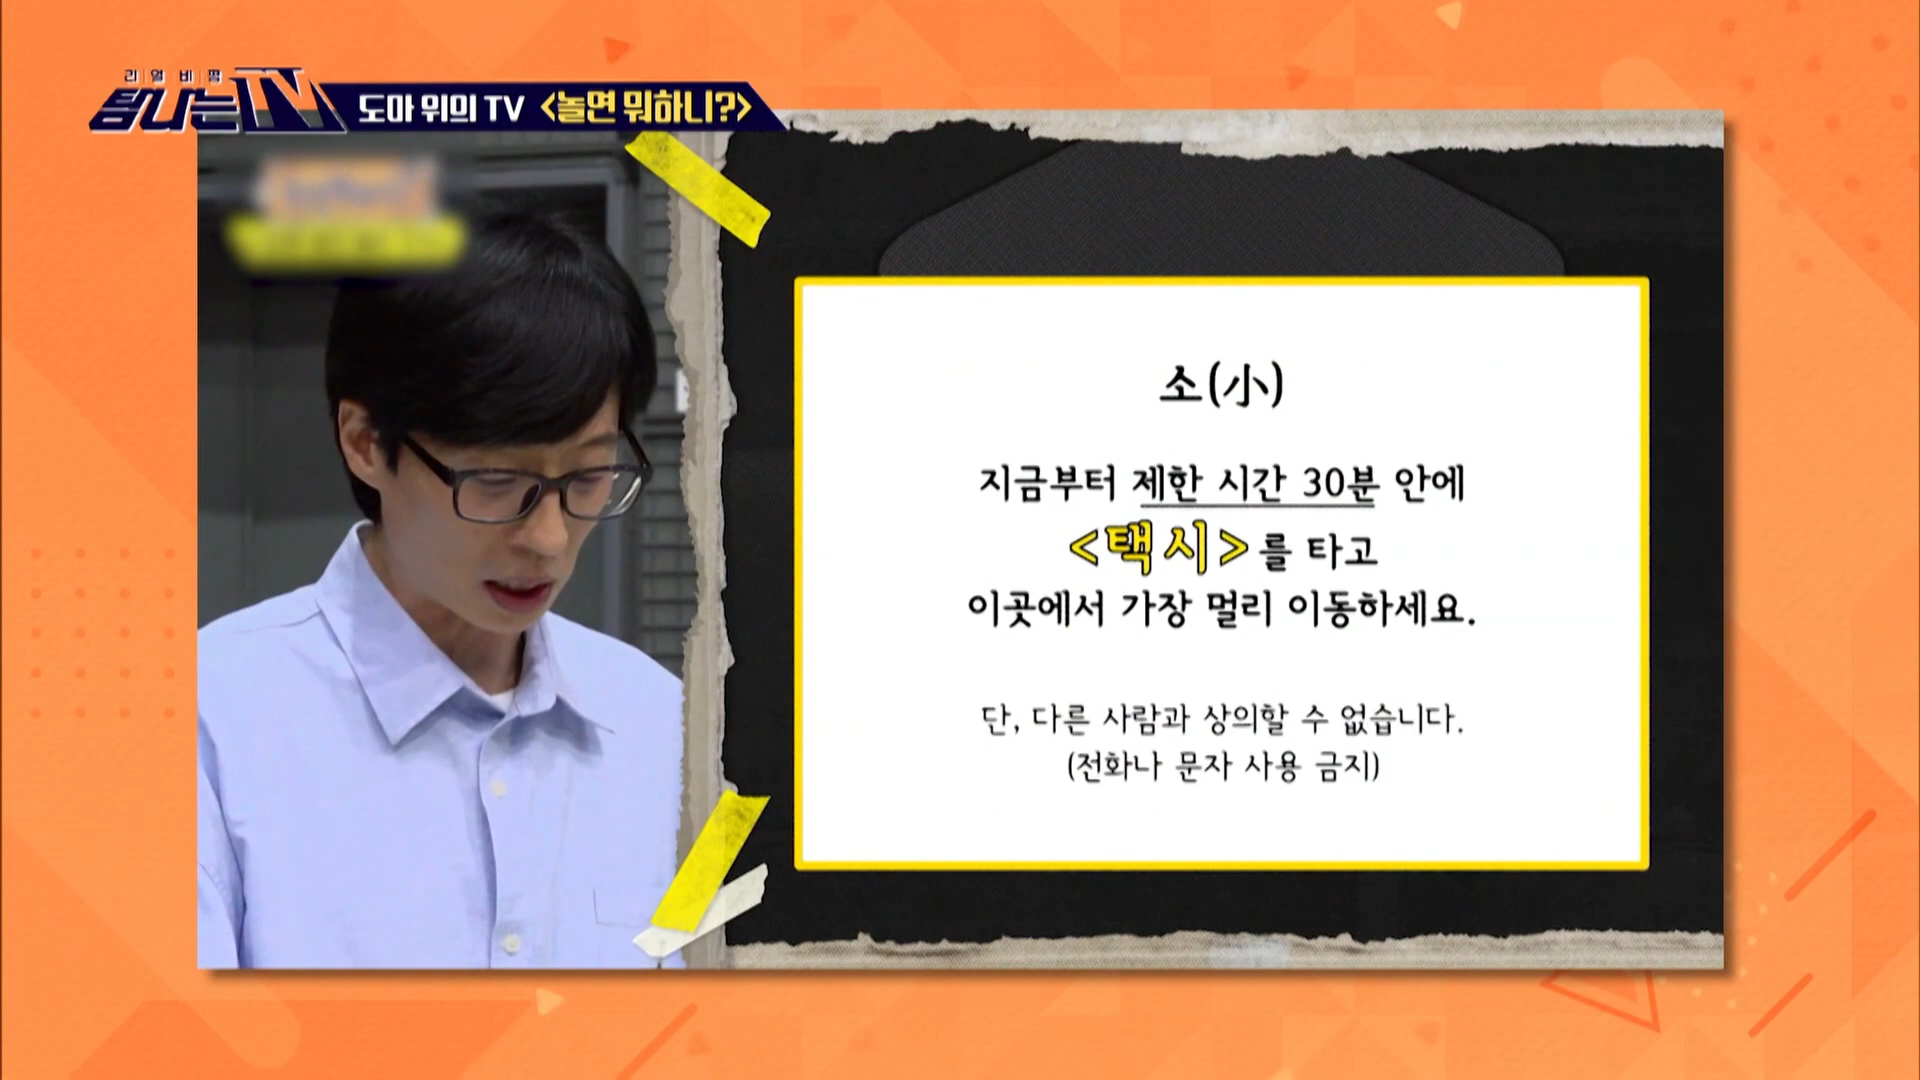 리얼비평
탐나는TV
도마 위의 TV <놀면 뭐하니?>
소(小)
지금부터 제한 시간 30분 안에
<택시>를 타고
이곳에서 가장 멀리 이동하세요.
단, 다른 사람과 상의할 수 없습니다.
(전화나 문자 사용 금지)